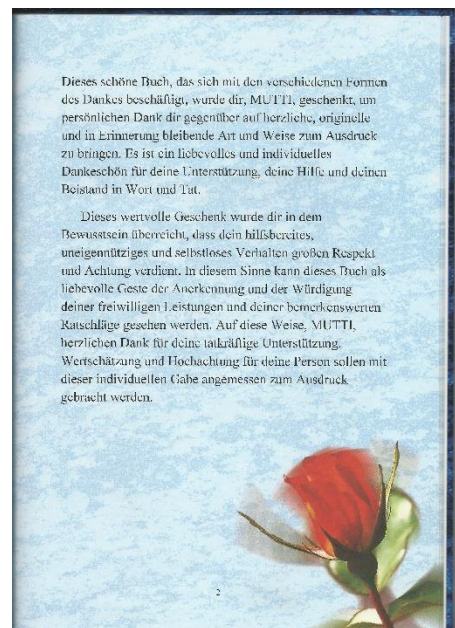 Dieses schöne Buch, das sich mit den verschiedenen Formen
des Dankes beschäftigt, wurde dir, MUTTI, geschenkt, um
persönlichen Dank dir gegenüber auf herzliche, originelle
und in Erinnerung bleibende Art und Weise zum Ausdruck
zu bringen. Es ist ein liebevolles und individuelles
Dankeschön für deine Unterstützung, deine Hilfe und deinen
Beistand in Wort und Tat.
Dieses wertvolle Geschenk wurde dir in dem
Bewusstsein überreicht, dass dein hilfsbereites,
uneigennütziges und selbstloses Verhalten großen Respekt
und Achtung verdient. In diesem Sinne kann dieses Buch als
liebevolle Geste der Anerkennung und der Würdigung
deiner freiwilligen Leistungen und deiner bemerkenswerten
Ratschläge gesehen werden. Auf diese Weise, MUTTI,
herzlichen Dank für deine tatkräftige Unterstützung.
Wertschätzung und Hochachtung für deine Person sollen mit
dieser individuellen Gabe angemessen zum Ausdruck
gebracht werden.
2